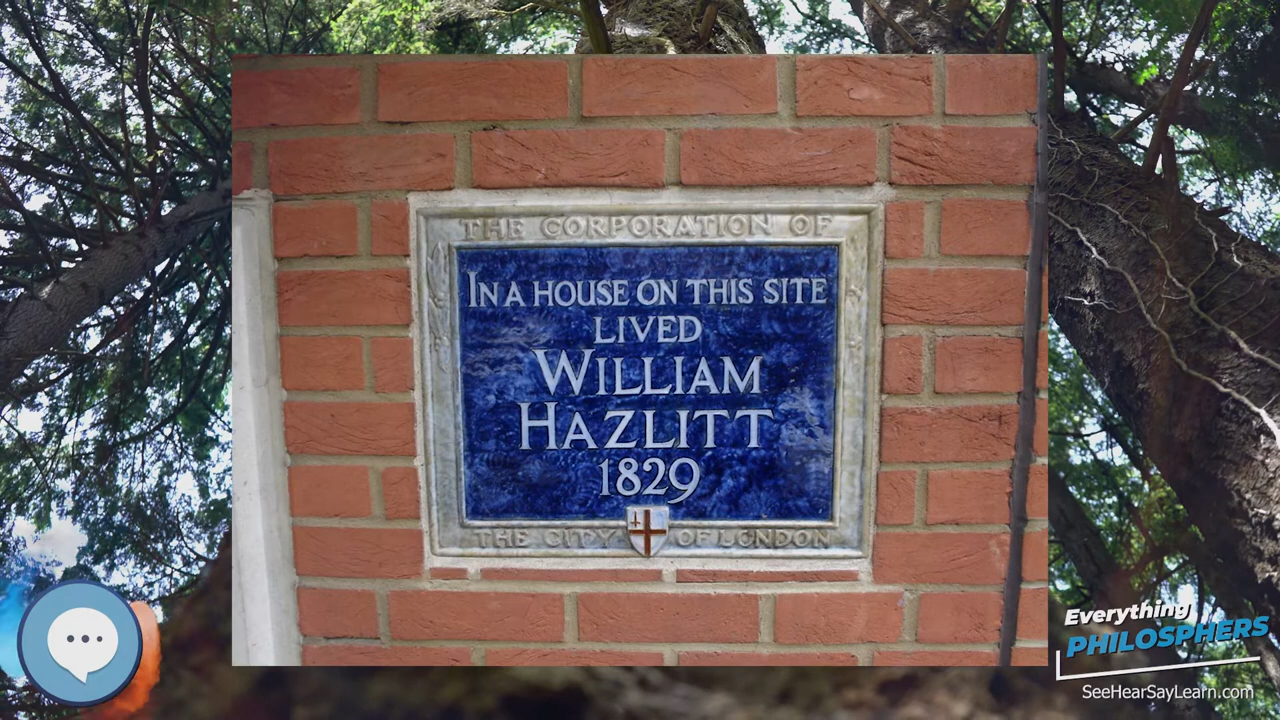 THE CORPORATION OF
IN A HOUSE ON THIS SITE
LIVED
WILLIAM
HAZLITT
1829
THE CITY OF LONDON
Everything
PHILOSPHERS
SeeHearSayLearn.com